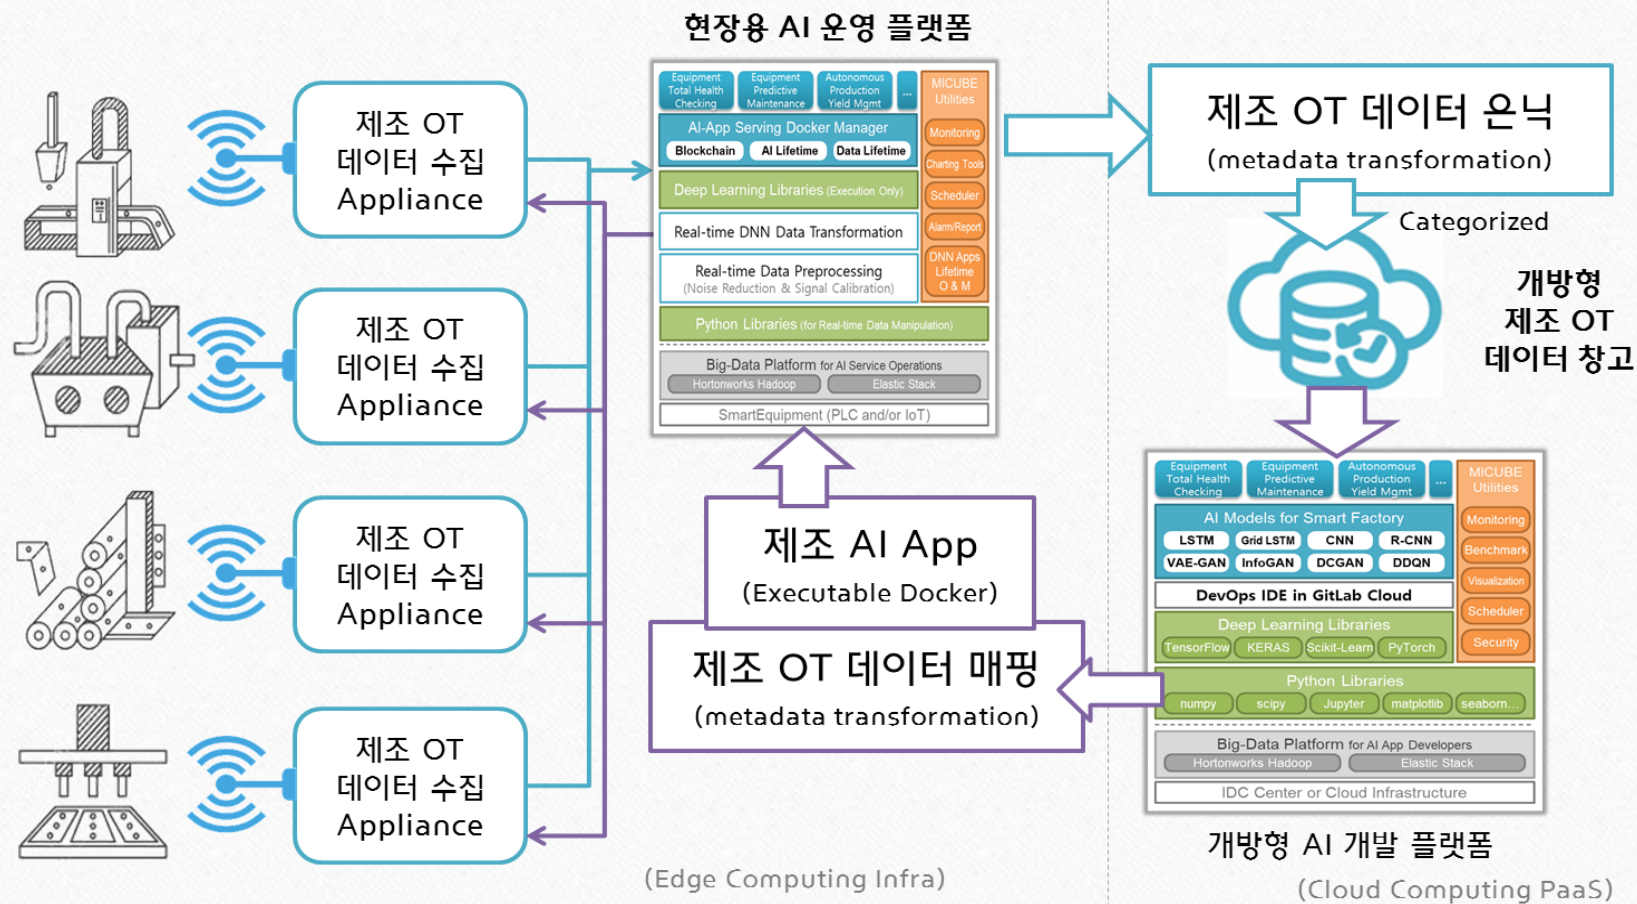 현장용 AI 운영 플랫폼
제조 OT
데이터 수집
Appliance
제조 OT
데이터 수집
Appliance
제조 OT
데이터 수집
Appliance
제조 OT
데이터 수집
Appliance
Equipment
Total Health
Checking
Equipment
Predictive
Maintenance
Autonomous
Production
Yield Mgmt
...
MICUBE
Utilities
AI-App Serving Docker Manager
Blockchain AI Lifetime Data Lifetime
Monitoring
Charting Tools
Deep Learning Libraries (Execution Only)
Scheduler
Real-time DNN Data Transformation
Alarm/Report
Real-time Data Preprocessing
(Noise Reduction & Signal Calibration)
DNN Apps
Lifetime
O & M
Python Libraries (for Real-time Data Manipulation)
Big-Data Platform for AI Service Operations
Hortonworks Hadoop Elastic Stack
SmartEquipment (PLC and/or IoT)
제조 OT 데이터 은닉
(metadata transformation)
Categorized
개방형
제조 OT
데이터 창고
제조 AI App
(Executable Docker)
제조 OT 데이터 매핑
(metadata transformation)
Equipment
Total Health
Checking
Equipment
Predictive
Maintenance
Autonomous
Production
Yield Mgmt
...
MICUBE
Utilities
AI Models for Smart Factory
LSTM Grid LSTM CNN R-CNN
VAE-GAN InfoGAN DCGAN DDQN
Monitoring
Benchmark
Visualization
Scheduler
Security
DevOps IDE in GitLab Cloud
Deep Learning Libraries
TensorFlow KERAS Scikit-Learn PyTorch
Python Libraries
numpy scipy Jupyter matplotlib seaborn...
Big-Data Platform for AI App Developers
Hortonworks Hadoop Elastic Stack
IDC Center or Cloud Infrastructure
개방형 AI 개발 플랫폼
(Edge Computing Infra)
(Cloud Computing PaaS)